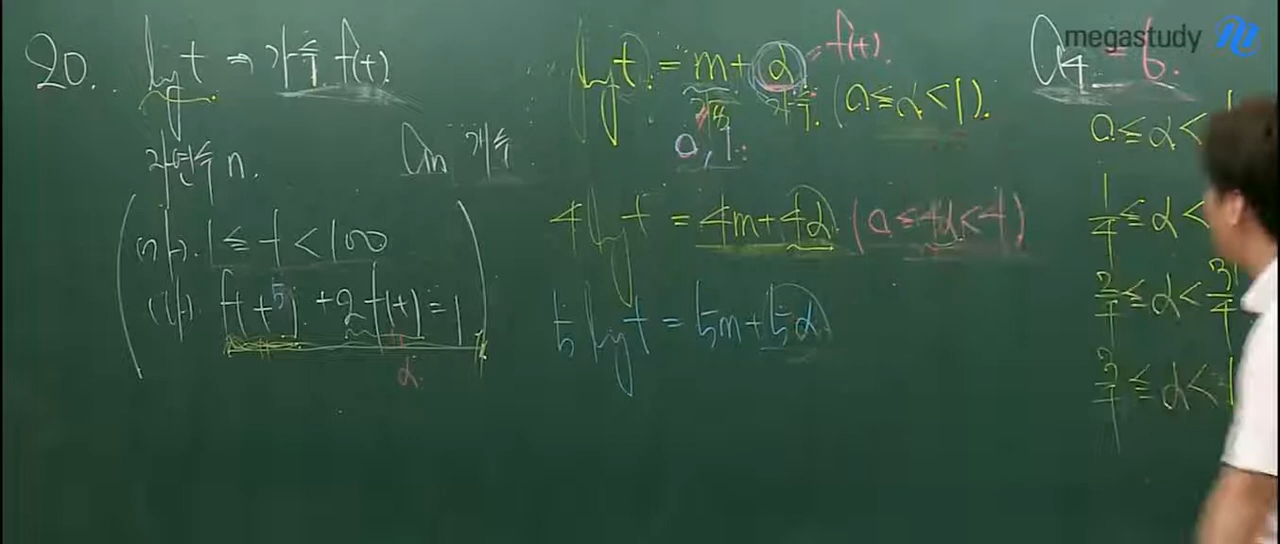 20. log t ⇒ 가수 f(t)
자연수 n.
aₙ 개수.
(가). 1 ≤ t < 100
(나). f(t⁵) + 2f(t) = 1
α.
log t = m + α = f(t).
가수. (0 ≤ α < 1).
0, 1.
4 log t = 4m + 4α (0 ≤ 4α < 4)
5 log t = 5m + 5α
a₄ = 6.
megastudy
0 ≤ α <
1/4 ≤ α <
2/4 ≤ α < 3/4
3/4 ≤ α < 1